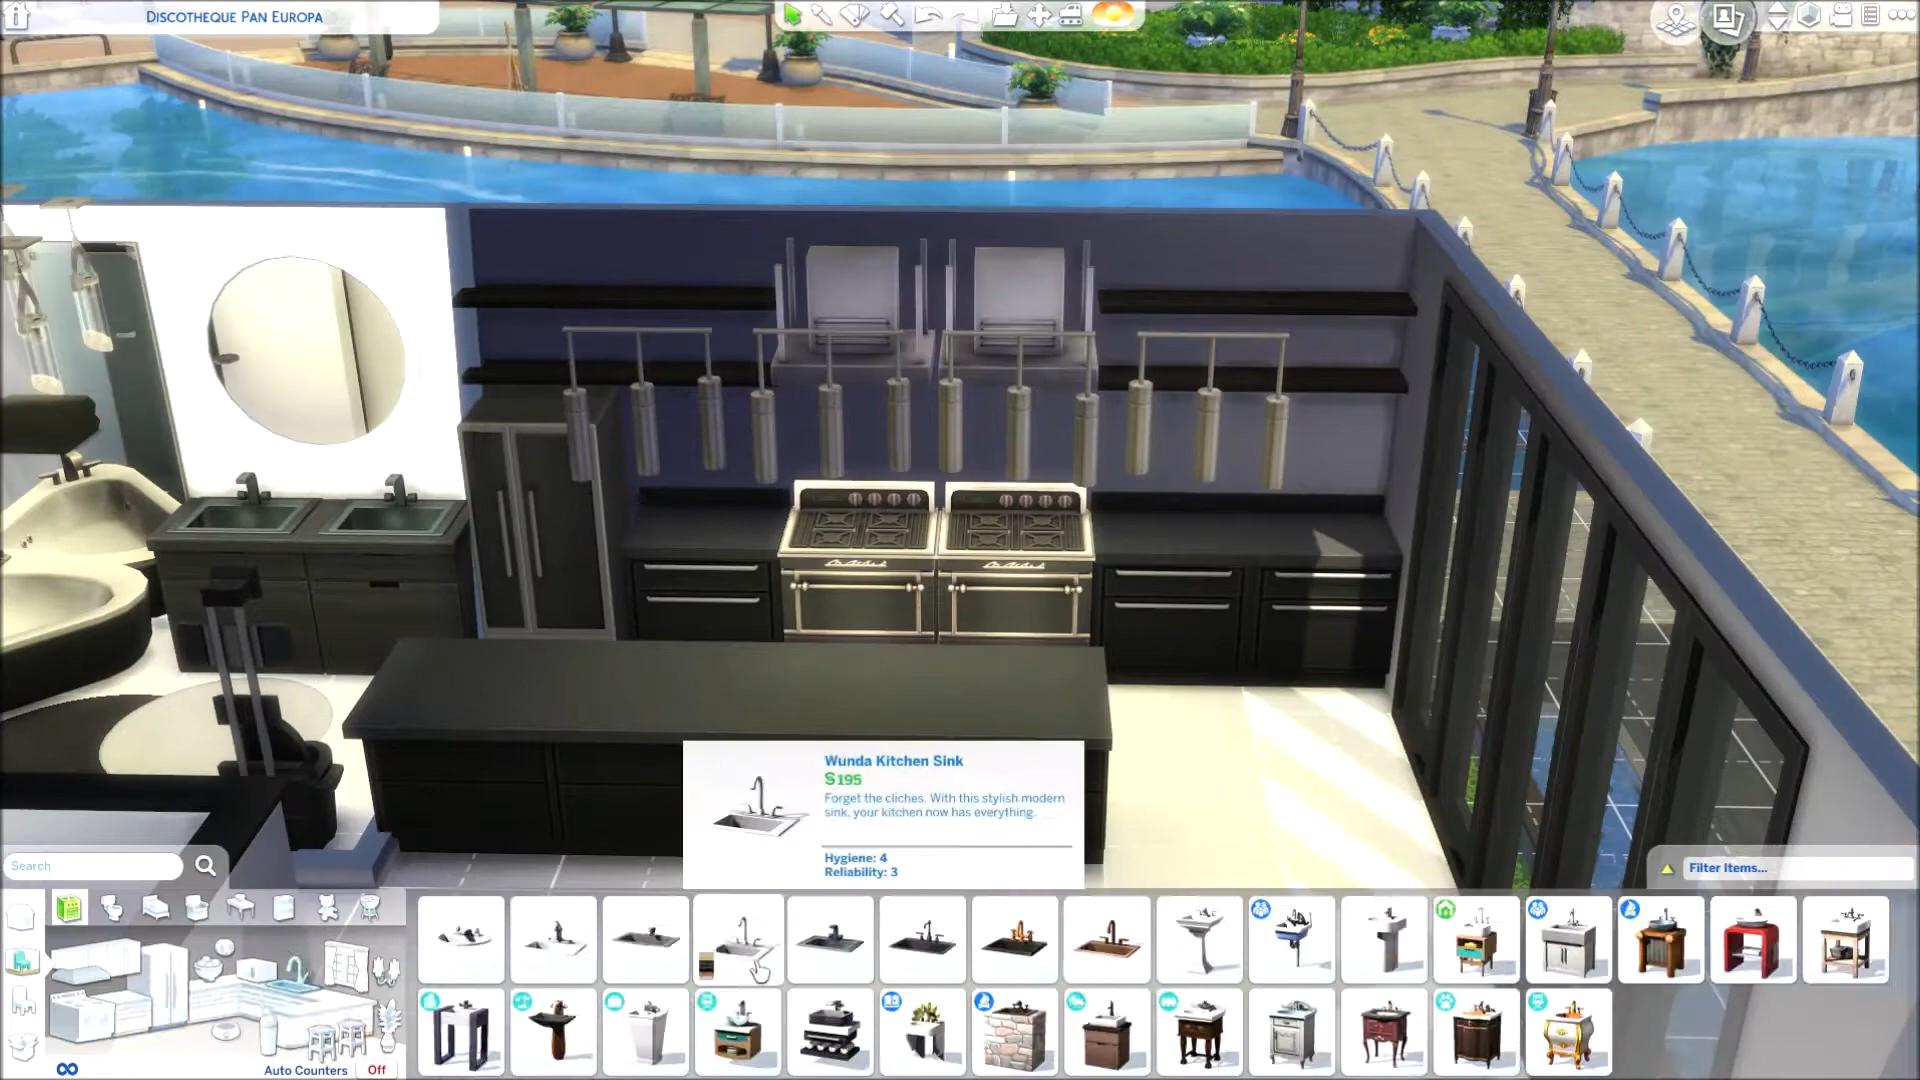 Discotheque Pan Europa
Wunda Kitchen Sink
§195
Forget the cliches. With this stylish modern
sink, your kitchen now has everything.
Hygiene: 4
Reliability: 3
Search
Filter Items...
Auto Counters
Off